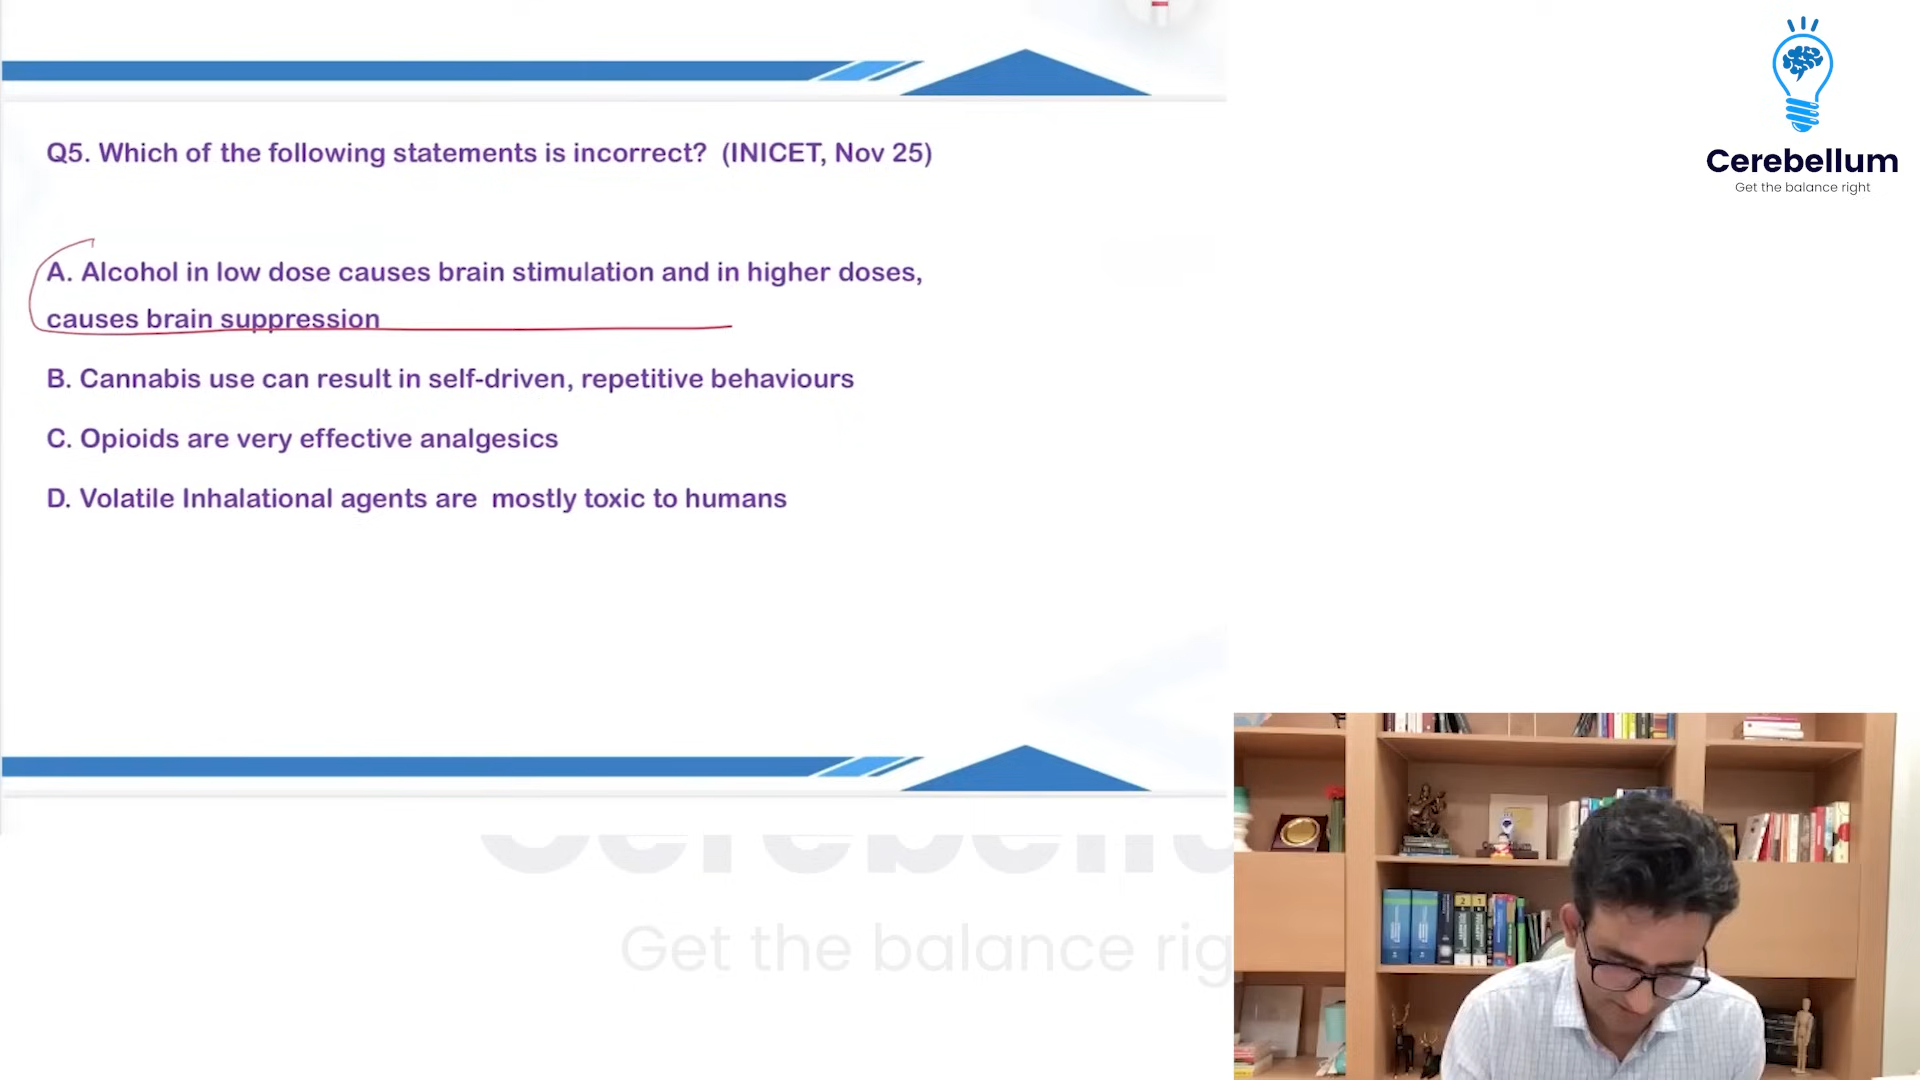 Q5. Which of the following statements is incorrect? (INICET, Nov 25)
A. Alcohol in low dose causes brain stimulation and in higher doses,
causes brain suppression
B. Cannabis use can result in self-driven, repetitive behaviours
C. Opioids are very effective analgesics
D. Volatile Inhalational agents are mostly toxic to humans
Cerebellum
Get the balance right
Get the balance rig